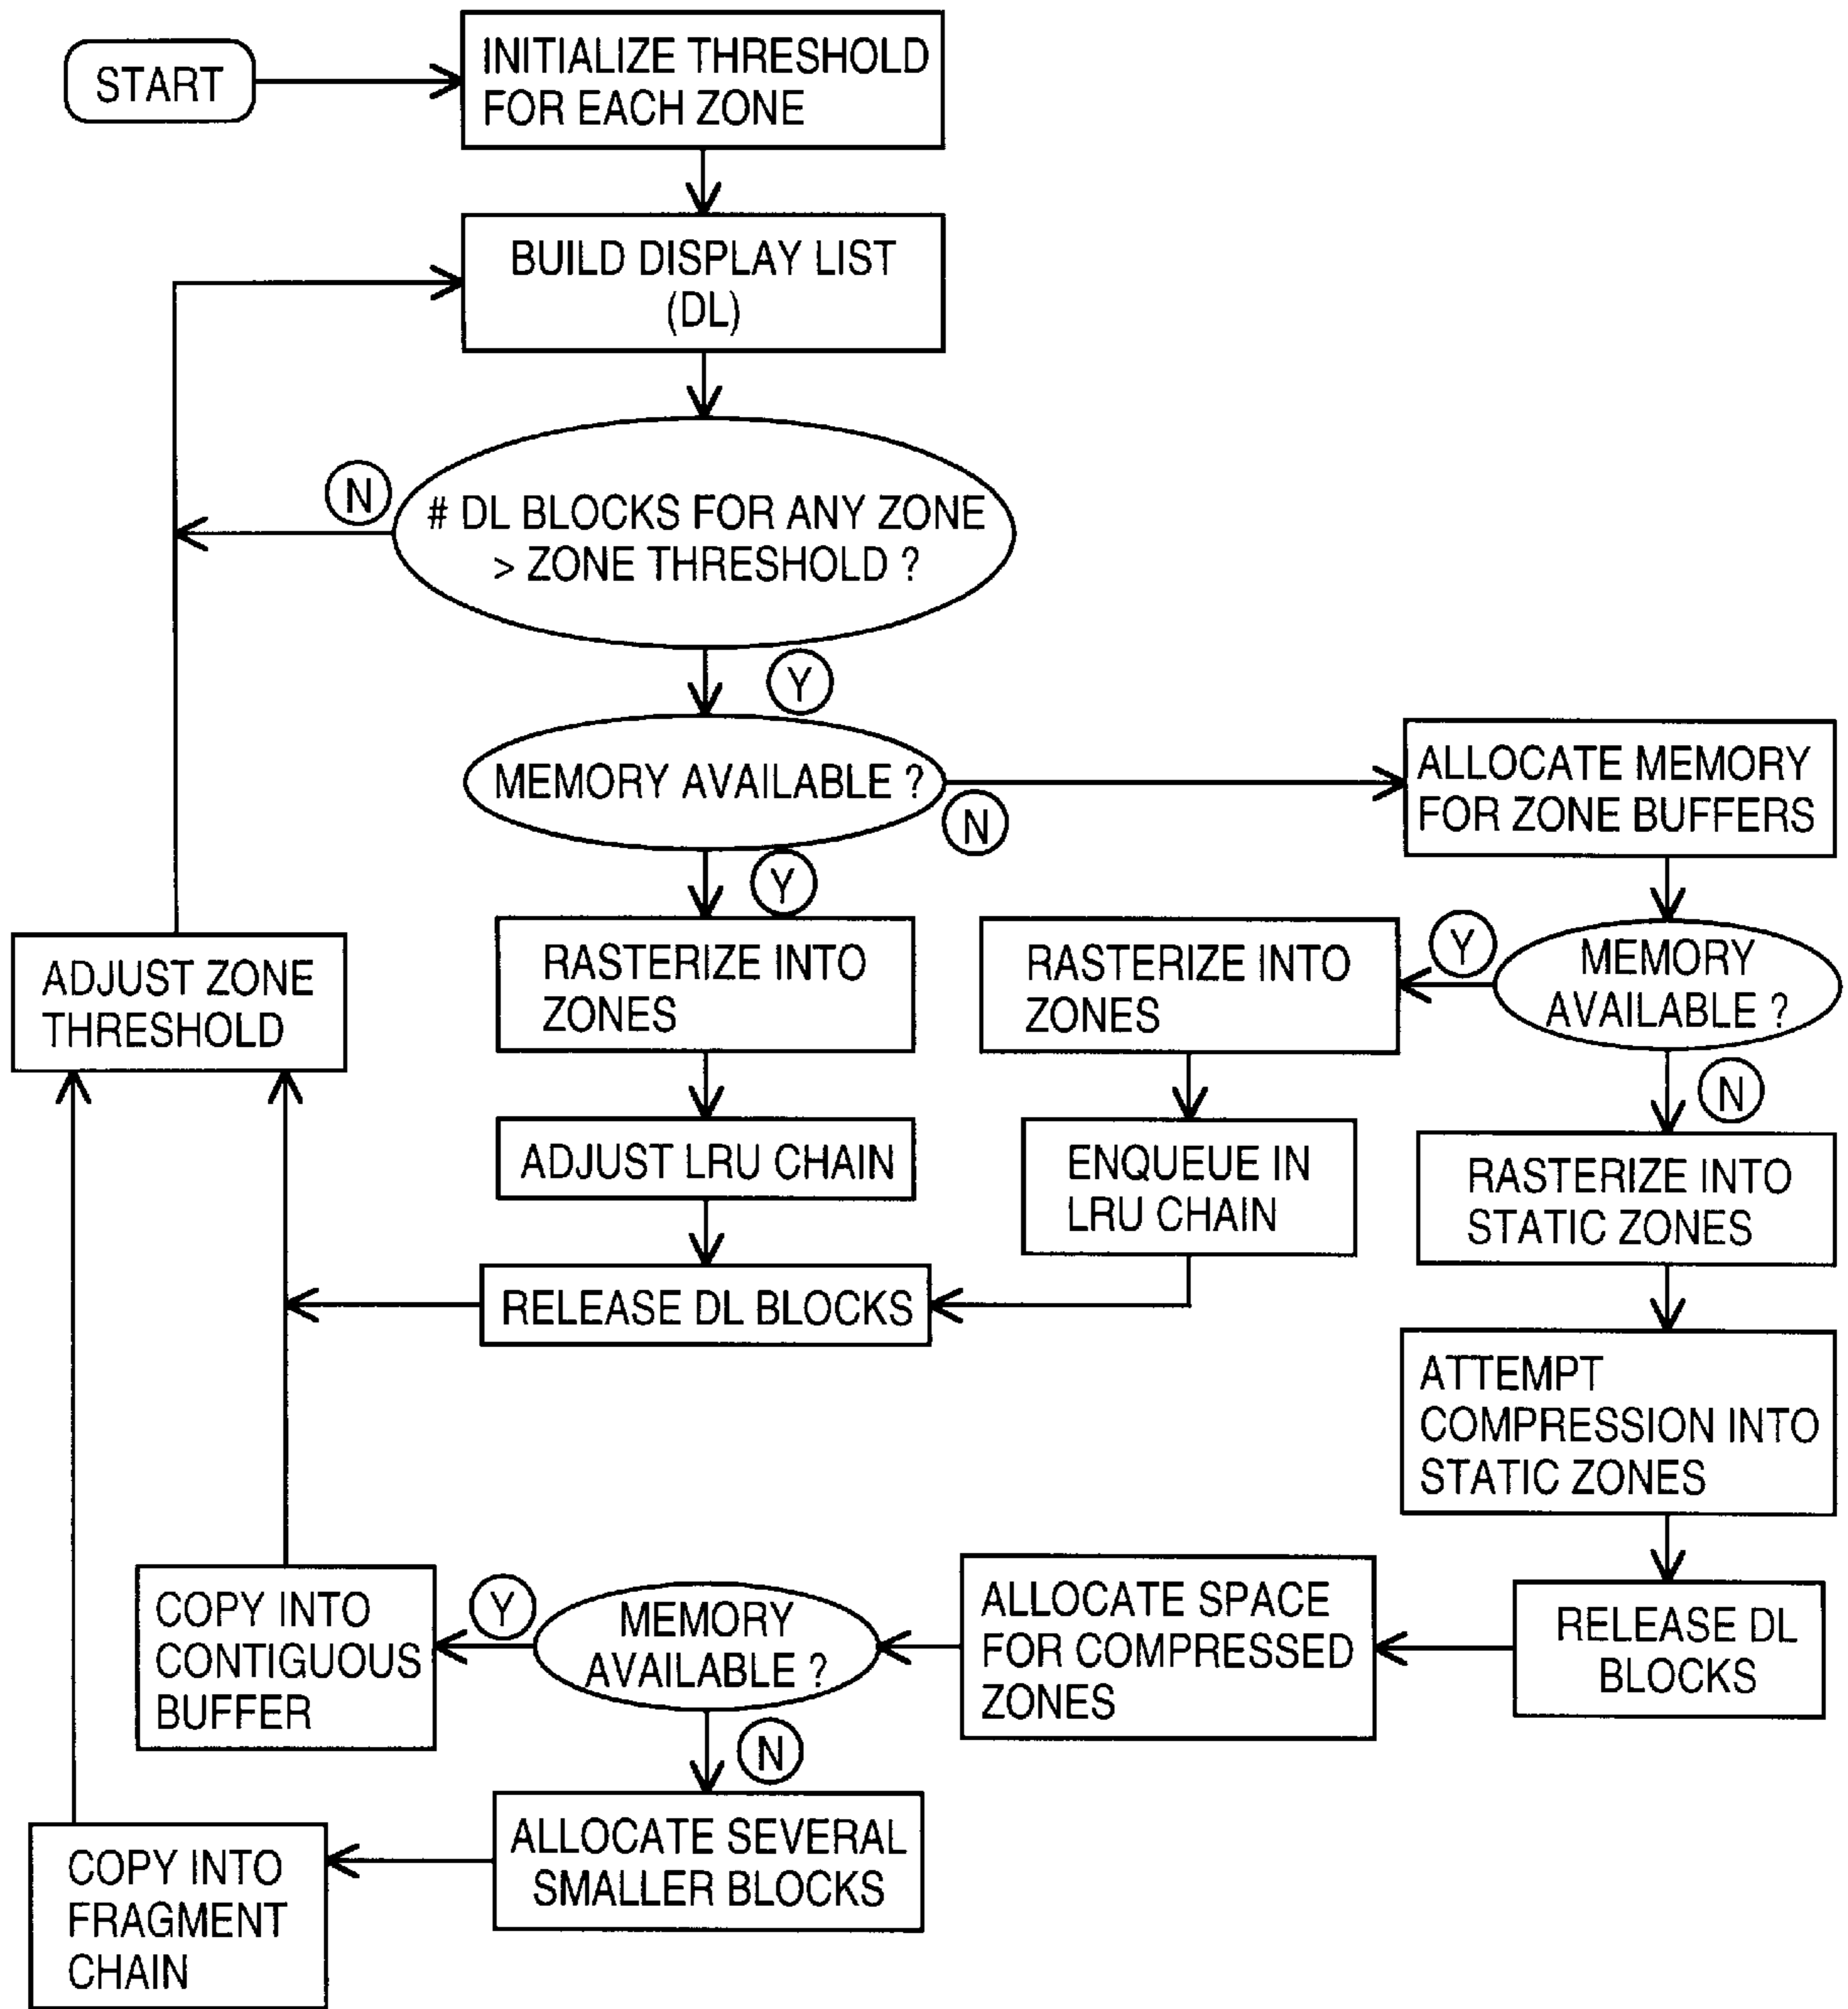 START
INITIALIZE THRESHOLD
FOR EACH ZONE
BUILD DISPLAY LIST
(DL)
N
# DL BLOCKS FOR ANY ZONE
> ZONE THRESHOLD ?
Y
MEMORY AVAILABLE ?
N
ALLOCATE MEMORY
FOR ZONE BUFFERS
Y
ADJUST ZONE
THRESHOLD
RASTERIZE INTO
ZONES
RASTERIZE INTO
ZONES
Y
MEMORY
AVAILABLE ?
N
ADJUST LRU CHAIN
ENQUEUE IN
LRU CHAIN
RASTERIZE INTO
STATIC ZONES
RELEASE DL BLOCKS
ATTEMPT
COMPRESSION INTO
STATIC ZONES
COPY INTO
CONTIGUOUS
BUFFER
Y
MEMORY
AVAILABLE ?
ALLOCATE SPACE
FOR COMPRESSED
ZONES
RELEASE DL
BLOCKS
N
COPY INTO
FRAGMENT
CHAIN
ALLOCATE SEVERAL
SMALLER BLOCKS